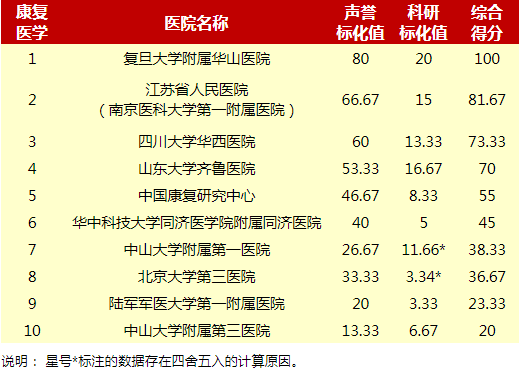 康复医学 医院名称 声誉标化值 科研标化值 综合得分
1 复旦大学附属华山医院 80 20 100
2 江苏省人民医院（南京医科大学第一附属医院） 66.67 15 81.67
3 四川大学华西医院 60 13.33 73.33
4 山东大学齐鲁医院 53.33 16.67 70
5 中国康复研究中心 46.67 8.33 55
6 华中科技大学同济医学院附属同济医院 40 5 45
7 中山大学附属第一医院 26.67 11.66* 38.33
8 北京大学第三医院 33.33 3.34* 36.67
9 陆军军医大学第一附属医院 20 3.33 23.33
10 中山大学附属第三医院 13.33 6.67 20
说明： 星号*标注的数据存在四舍五入的计算原因。